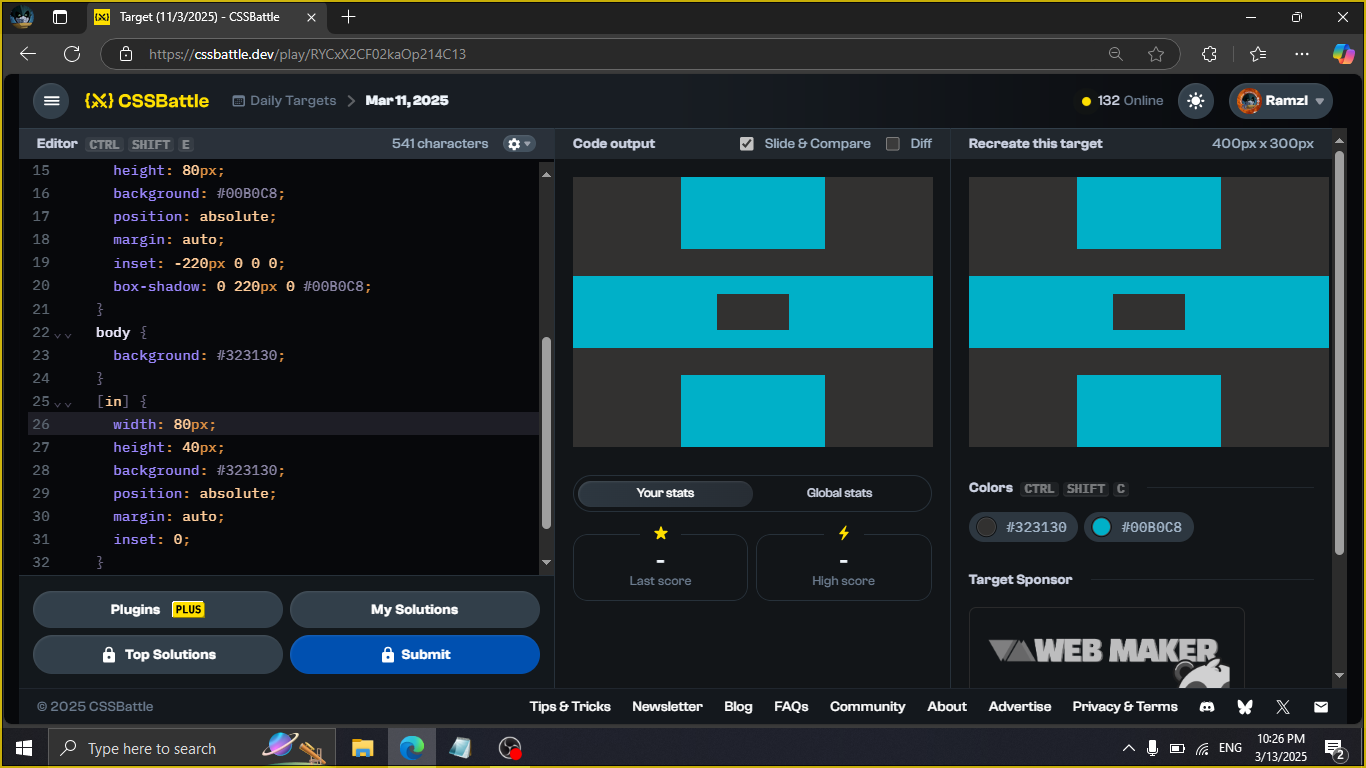 Target (11/3/2025) - CSSBattle
https://cssbattle.dev/play/RYCxX2CF02kaOp214C13
{X} CSSBattle
Daily Targets
Mar 11, 2025
132 Online
Ramzl
Editor CTRL SHIFT E
541 characters
Code output
Slide & Compare
Diff
Recreate this target
400px x 300px
15 height: 80px;
16 background: #00B0C8;
17 position: absolute;
18 margin: auto;
19 inset: -220px 0 0 0;
20 box-shadow: 0 220px 0 #00B0C8;
21 }
22 body {
23 background: #323130;
24 }
25 [in] {
26 width: 80px;
27 height: 40px;
28 background: #323130;
29 position: absolute;
30 margin: auto;
31 inset: 0;
32 }
Your stats
Global stats
-
Last score
-
High score
Colors CTRL SHIFT C
#323130
#00B0C8
Target Sponsor
WEB MAKER
Plugins PLUS
My Solutions
Top Solutions
Submit
© 2025 CSSBattle
Tips & Tricks
Newsletter
Blog
FAQs
Community
About
Advertise
Privacy & Terms
Type here to search
ENG
10:26 PM
3/13/2025
2